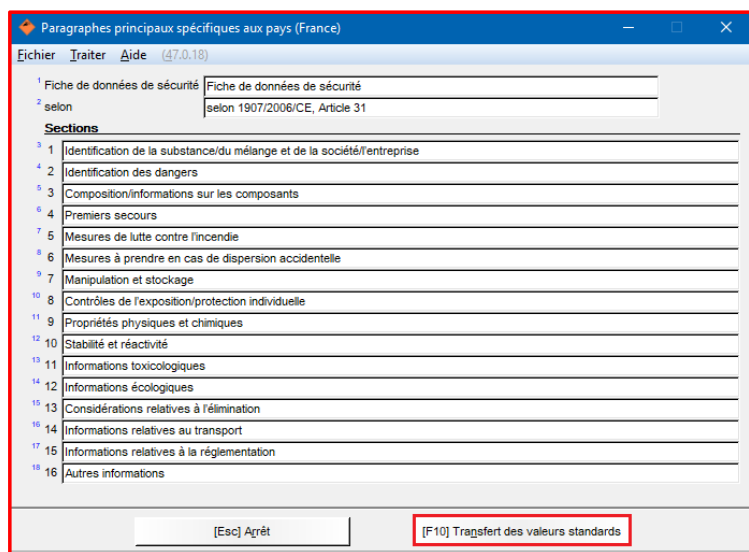 Paragraphes principaux spécifiques aux pays (France)
Fichier Traiter Aide (47.0.18)
1 Fiche de données de sécurité Fiche de données de sécurité
2 selon selon 1907/2006/CE, Article 31
Sections
3 1 Identification de la substance/du mélange et de la société/l'entreprise
4 2 Identification des dangers
5 3 Composition/informations sur les composants
6 4 Premiers secours
7 5 Mesures de lutte contre l'incendie
8 6 Mesures à prendre en cas de dispersion accidentelle
9 7 Manipulation et stockage
10 8 Contrôles de l'exposition/protection individuelle
11 9 Propriétés physiques et chimiques
12 10 Stabilité et réactivité
13 11 Informations toxicologiques
14 12 Informations écologiques
15 13 Considérations relatives à l'élimination
16 14 Informations relatives au transport
17 15 Informations relatives à la réglementation
18 16 Autres informations
[Esc] Arrêt [F10] Transfert des valeurs standards